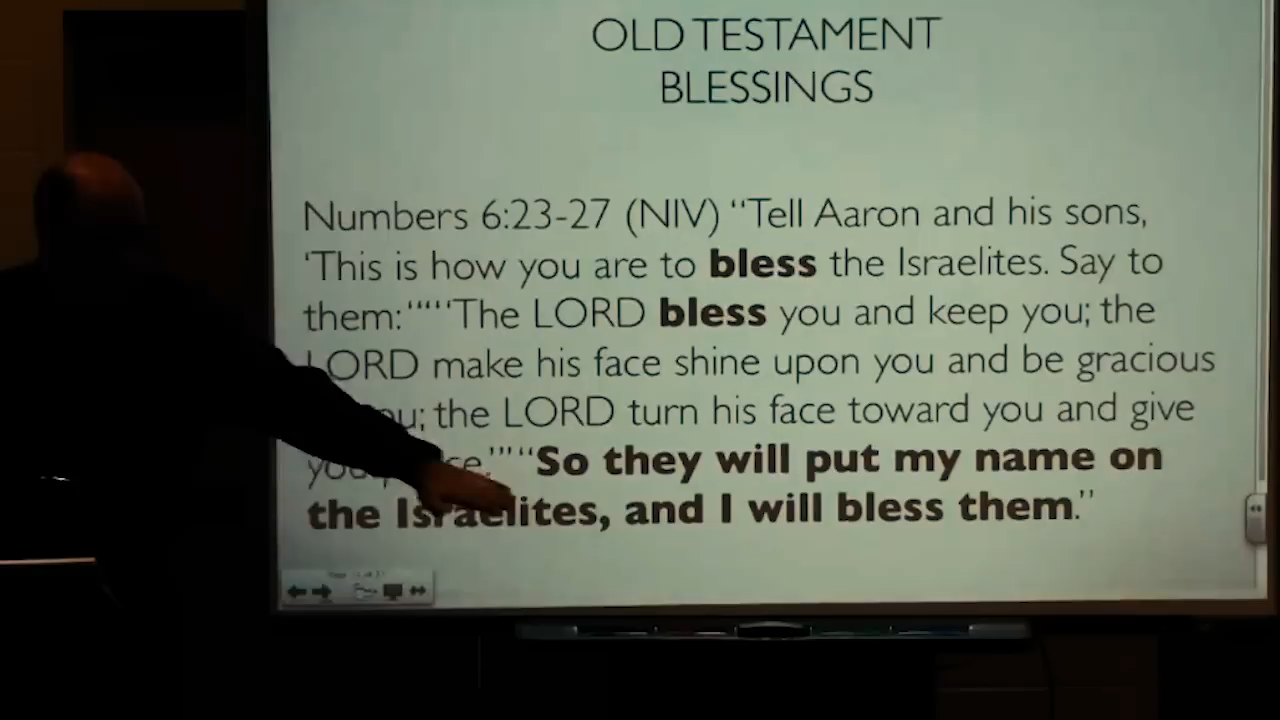 OLD TESTAMENT
BLESSINGS
Numbers 6:23-27 (NIV) “Tell Aaron and his sons,
‘This is how you are to bless the Israelites. Say to
them: ‘“‘“The LORD bless you and keep you; the
LORD make his face shine upon you and be gracious
the LORD turn his face toward you and give
“So they will put my name on
the Israelites, and I will bless them.”